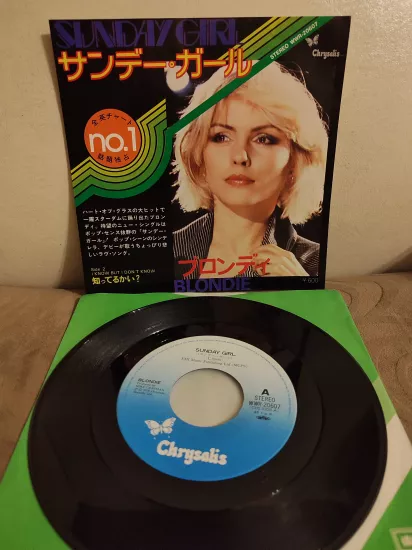 SUNDAY GIRL
STEREO WWR-20607
サンデー・ガール
Chrysalis
全英チャート
no.1
ハート・オブ・グラスの大ヒットで
一躍スターダムに踊り出たブロン
ディ。待望のニュー・シングルは
ポップ・センス抜群の「サンデー・
ガール」! ポップ・シーンのシンデ
レラ、デビーが歌うちょっぴり悲
しいラヴ・ソング。
Side 2
I KNOW BUT I DON'T KNOW
知ってるかい?
ブロンディ
BLONDIE
¥600
SUNDAY GIRL
BLONDIE
A
STEREO
WWR-20607
Chrysalis